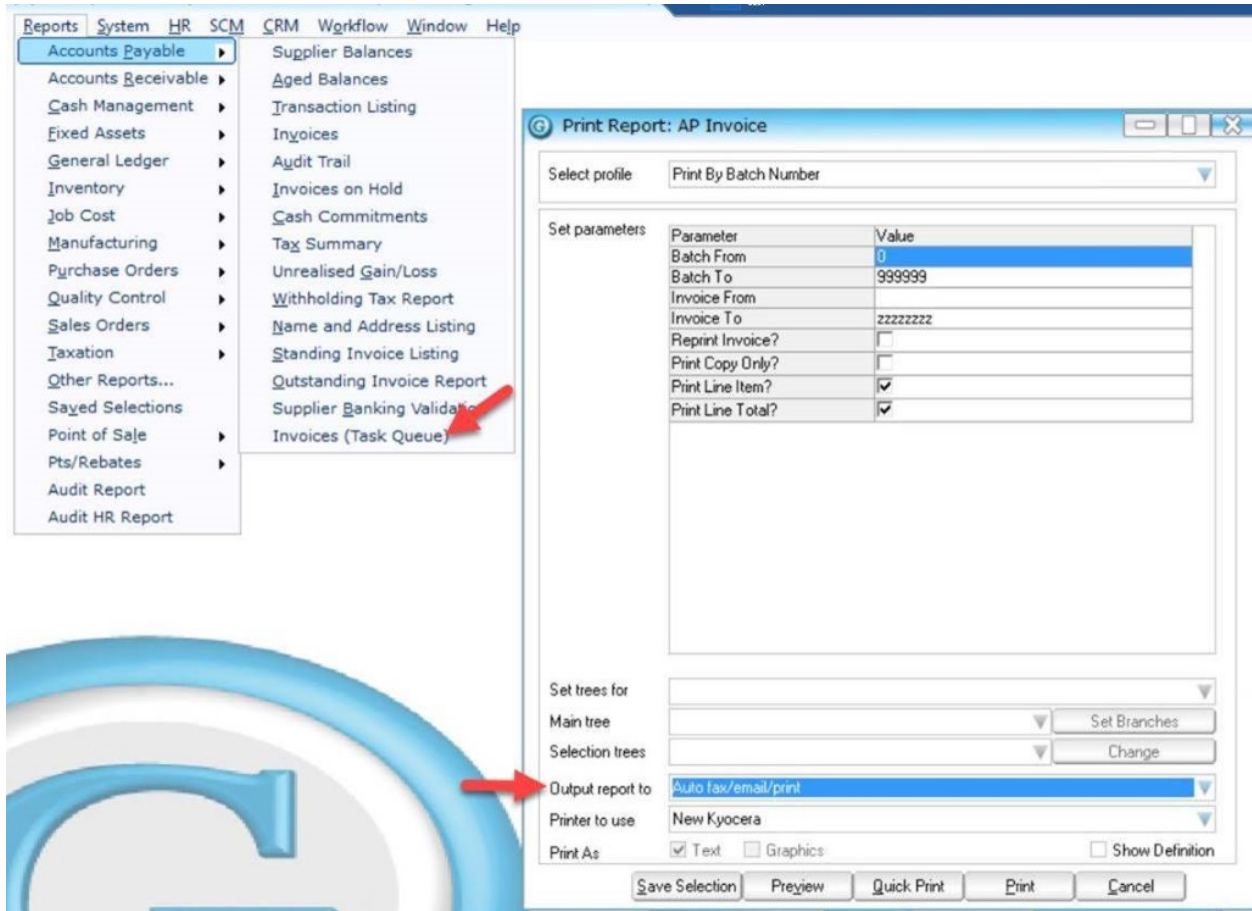 Reports System HR SCM CRM Workflow Window Help
Accounts Payable
Accounts Receivable
Cash Management
Fixed Assets
General Ledger
Inventory
Job Cost
Manufacturing
Purchase Orders
Quality Control
Sales Orders
Taxation
Other Reports...
Saved Selections
Point of Sale
Pts/Rebates
Audit Report
Audit HR Report
Supplier Balances
Aged Balances
Transaction Listing
Invoices
Audit Trail
Invoices on Hold
Cash Commitments
Tax Summary
Unrealised Gain/Loss
Withholding Tax Report
Name and Address Listing
Standing Invoice Listing
Outstanding Invoice Report
Supplier Banking
Invoices (Task Queue)
G Print Report: AP Invoice
Select profile Print By Batch Number
Set parameters
Parameter Value
Batch From 0
Batch To 999999
Invoice From
Invoice To zzzzzzzz
Reprint Invoice?
Print Copy Only?
Print Line Item?
Print Line Total?
Set trees for
Main tree Set Branches
Selection trees Change
Output report to Auto fax/email/print
Printer to use New Kyocera
Print As Text Graphics Show Definition
Save Selection Preview Quick Print Print Cancel